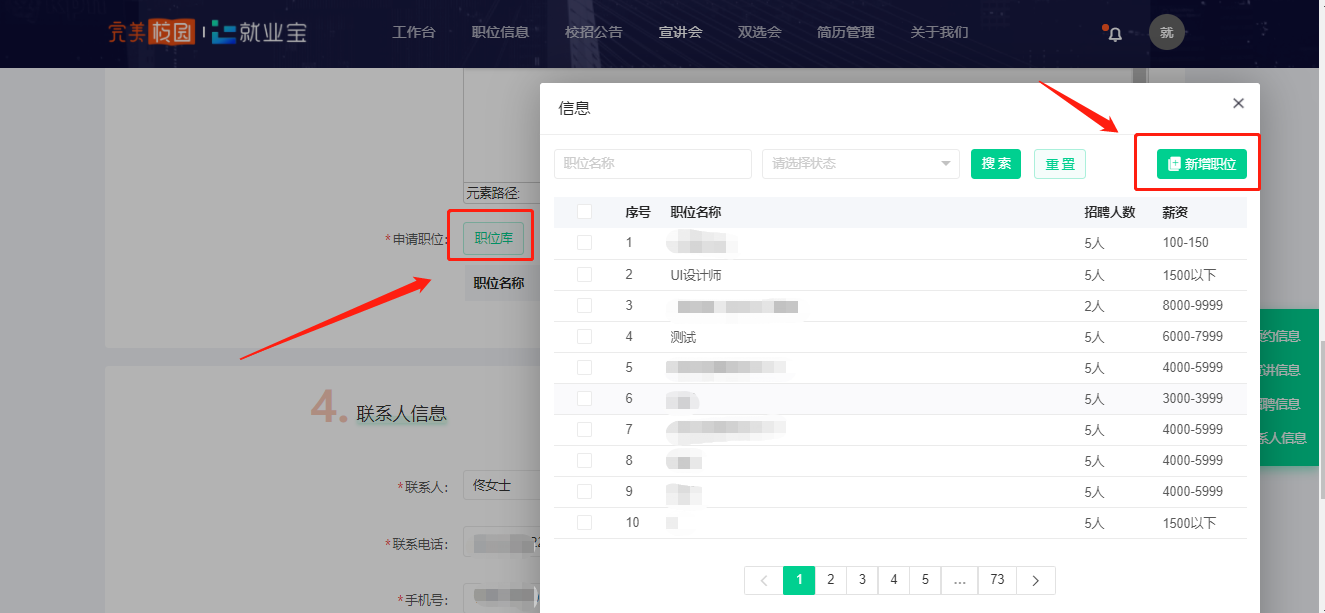 完美校园 | 就业宝
工作台 职位信息 校招公告 宣讲会 双选会 简历管理 关于我们 就
元素路径:
*申请职位: 职位库
职位名称
4. 联系人信息
*联系人: 佟女士
*联系电话:
*手机号:
信息
职位名称 请选择状态 搜索 重置 新增职位
序号 职位名称 招聘人数 薪资
1 5人 100-150
2 UI设计师 5人 1500以下
3 2人 8000-9999
4 测试 5人 6000-7999
5 5人 4000-5999
6 5人 3000-3999
7 5人 4000-5999
8 5人 4000-5999
9 5人 4000-5999
10 5人 1500以下
1 2 3 4 5 ... 73
约信息
讲信息
聘信息
系人信息